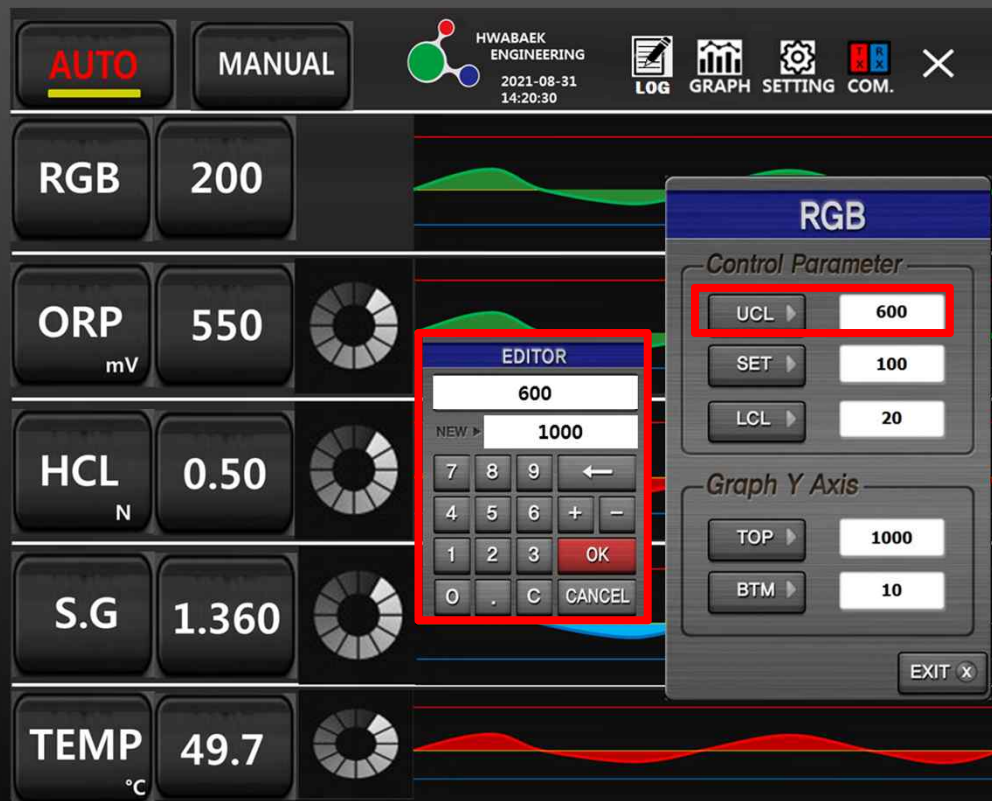 AUTO
MANUAL
HWABAEK
ENGINEERING
2021-08-31
14:20:30
LOG
GRAPH
SETTING
T X R X
COM.
RGB
200
RGB
Control Parameter
UCL 600
SET 100
LCL 20
Graph Y Axis
TOP 1000
BTM 10
EXIT X
ORP
mV
550
EDITOR
600
NEW 1000
7 8 9 ←
4 5 6 + −
1 2 3 OK
0 . C CANCEL
HCL
N
0.50
S.G
1.360
TEMP
°C
49.7